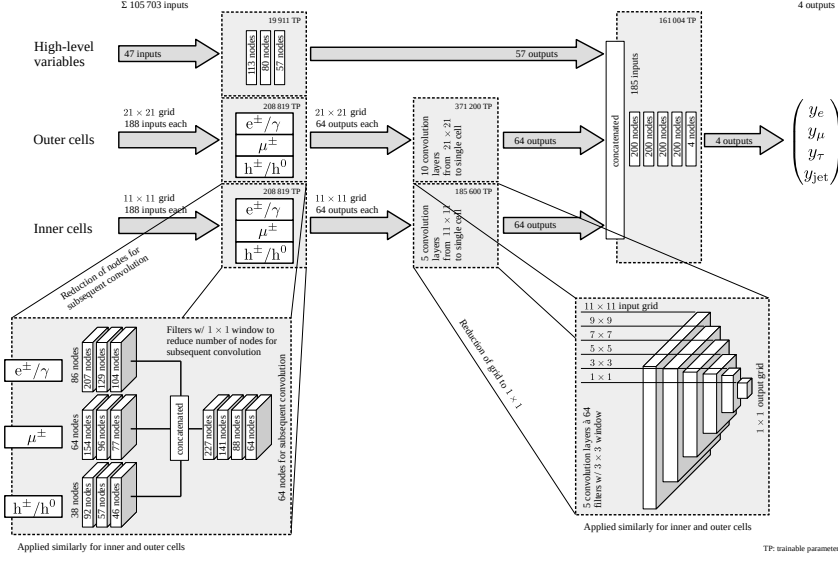 Σ 105 703 inputs
4 outputs
High-level
variables
47 inputs
19 911 TP
113 nodes
80 nodes
57 nodes
57 outputs
161 004 TP
185 inputs
concatenated
200 nodes
200 nodes
200 nodes
200 nodes
4 nodes
4 outputs
y_e
y_μ
y_τ
y_jet
Outer cells
21 × 21 grid
188 inputs each
208 819 TP
e±/γ
μ±
h±/h⁰
21 × 21 grid
64 outputs each
371 200 TP
10 convolution
layers
from 21 × 21
to single cell
64 outputs
Inner cells
11 × 11 grid
188 inputs each
208 819 TP
e±/γ
μ±
h±/h⁰
11 × 11 grid
64 outputs each
185 600 TP
5 convolution
layers
from 11 × 11
to single cell
64 outputs
Reduction of nodes for
subsequent convolution
Filters w/ 1 × 1 window to
reduce number of nodes for
subsequent convolution
e±/γ
86 nodes
207 nodes
129 nodes
104 nodes
μ±
64 nodes
154 nodes
96 nodes
77 nodes
h±/h⁰
38 nodes
92 nodes
57 nodes
46 nodes
concatenated
227 nodes
141 nodes
88 nodes
64 nodes
64 nodes for subsequent convolution
Applied similarly for inner and outer cells
Reduction of grid to 1 × 1
11 × 11 input grid
9 × 9
7 × 7
5 × 5
3 × 3
1 × 1
5 convolution layers à 64
filters w/ 3 × 3 window
1 × 1 output grid
Applied similarly for inner and outer cells
TP: trainable parameter